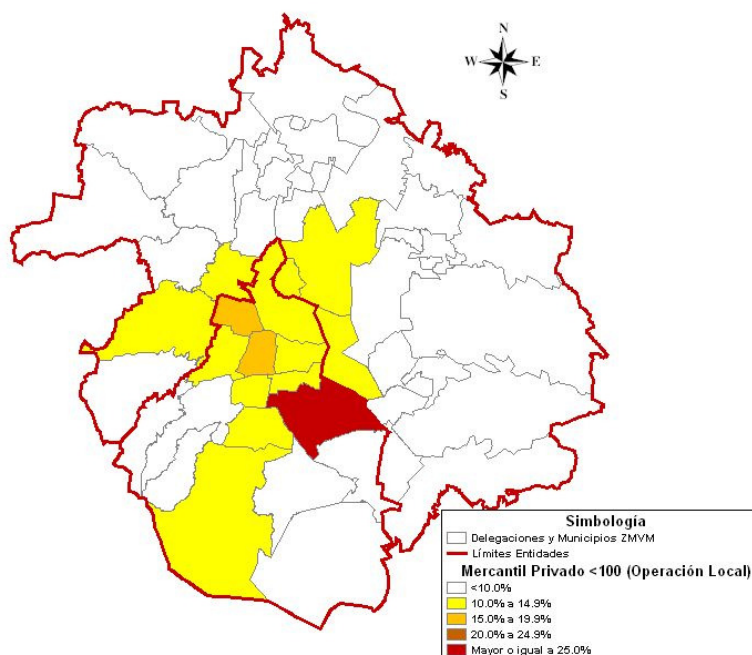 N
W E
S
Simbología
Delegaciones y Municipios ZMVM
Límites Entidades
Mercantil Privado <100 (Operación Local)
<10.0%
10.0% a 14.9%
15.0% a 19.9%
20.0% a 24.9%
Mayor o igual a 25.0%